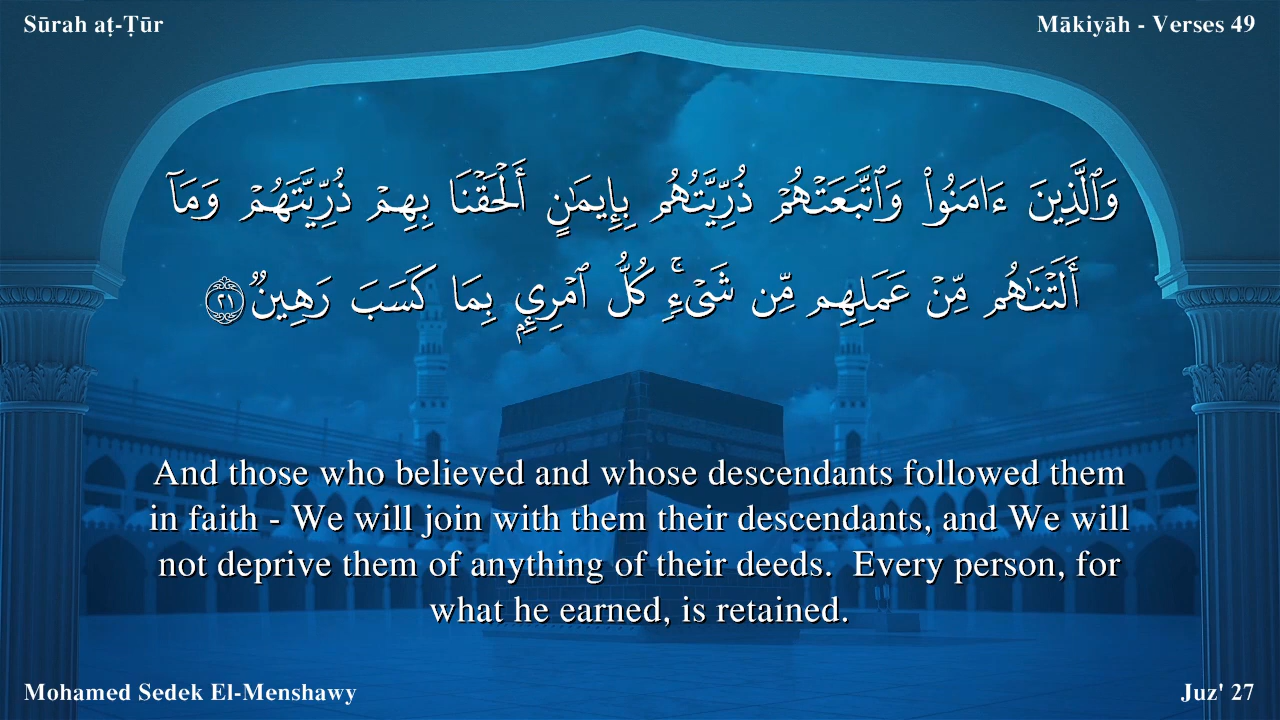 Sūrah aṭ-Ṭūr
Mākiyāh - Verses 49
وَٱلَّذِينَ ءَامَنُوا۟ وَٱتَّبَعَتْهُمْ ذُرِّيَّتُهُم بِإِيمَـٰنٍ أَلْحَقْنَا بِهِمْ ذُرِّيَّتَهُمْ وَمَآ
أَلَتْنَـٰهُم مِّنْ عَمَلِهِم مِّن شَىْءٍۢ ۚ كُلُّ ٱمْرِئٍۭ بِمَا كَسَبَ رَهِينٌۭ ٢١
And those who believed and whose descendants followed them
in faith - We will join with them their descendants, and We will
not deprive them of anything of their deeds.  Every person, for
what he earned, is retained.
Mohamed Sedek El-Menshawy
Juz' 27